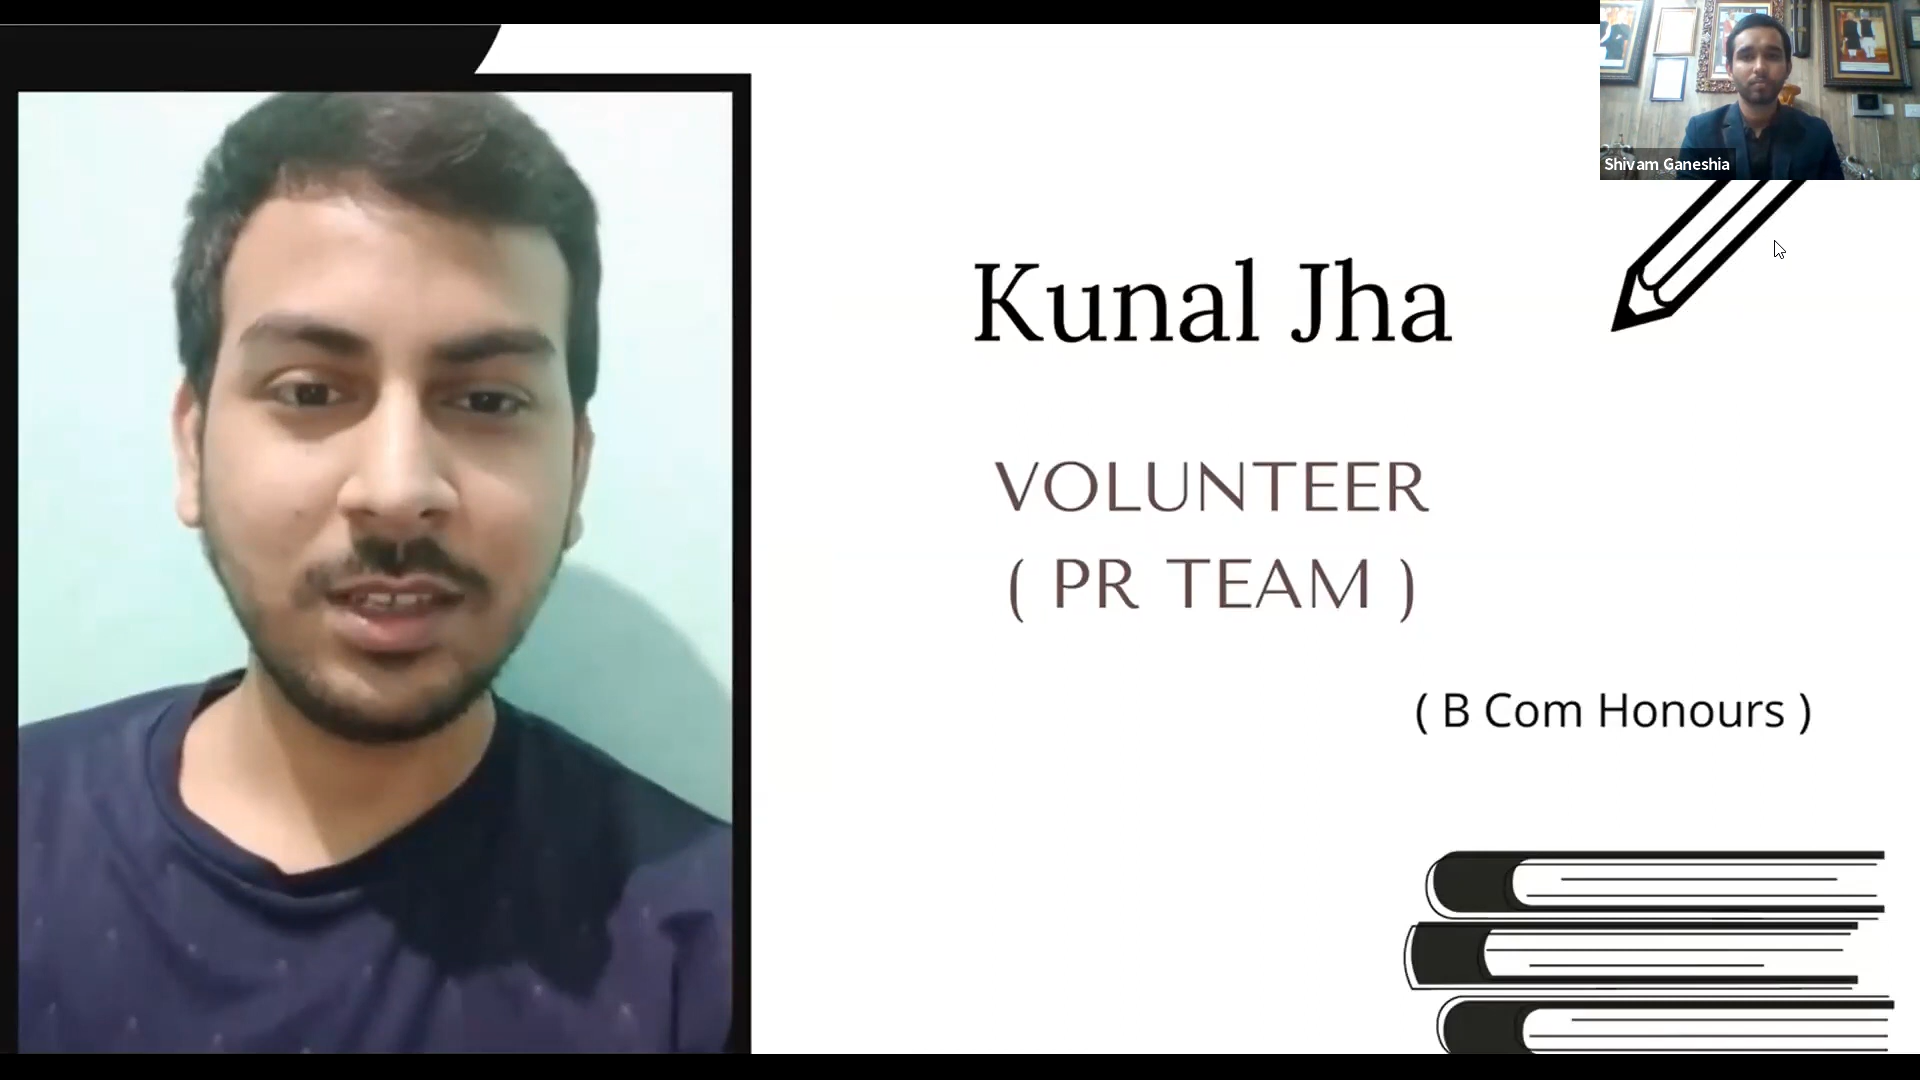 Shivam Ganeshia
Kunal Jha
VOLUNTEER
( PR TEAM )
( B Com Honours )